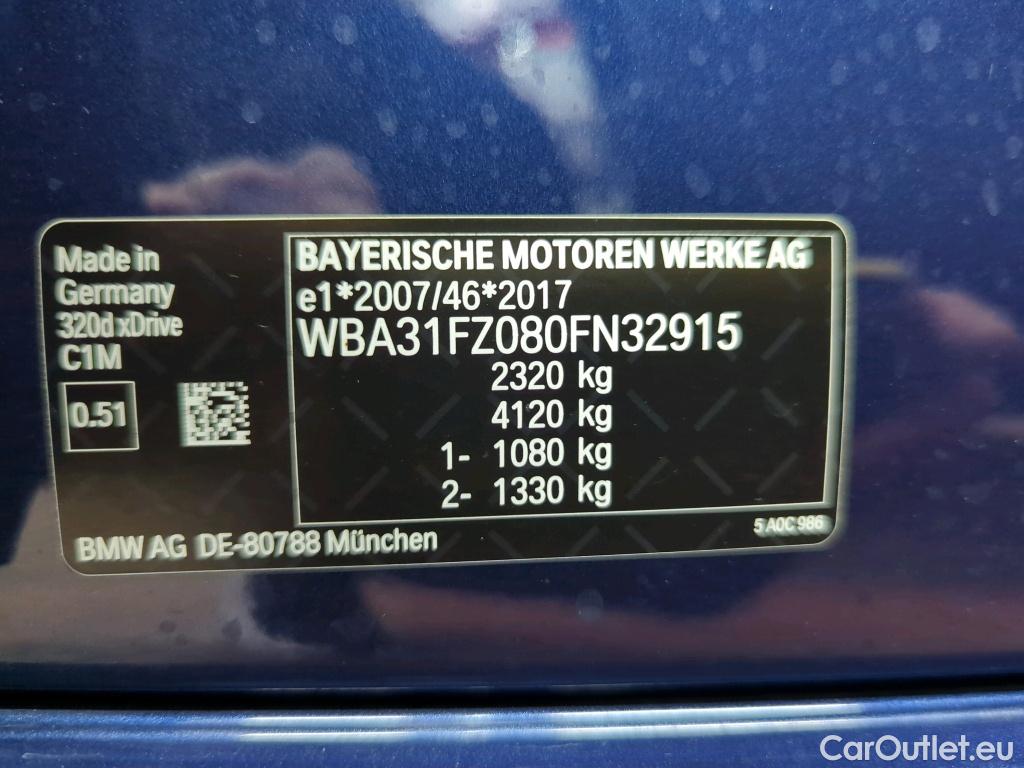 Made in
Germany
320d xDrive
C1M
0.51
BAYERISCHE MOTOREN WERKE AG
e1*2007/46*2017
WBA31FZ080FN32915
2320 kg
4120 kg
1- 1080 kg
2- 1330 kg
BMW AG DE-80788 München
5 A0C 986
CarOutlet.eu